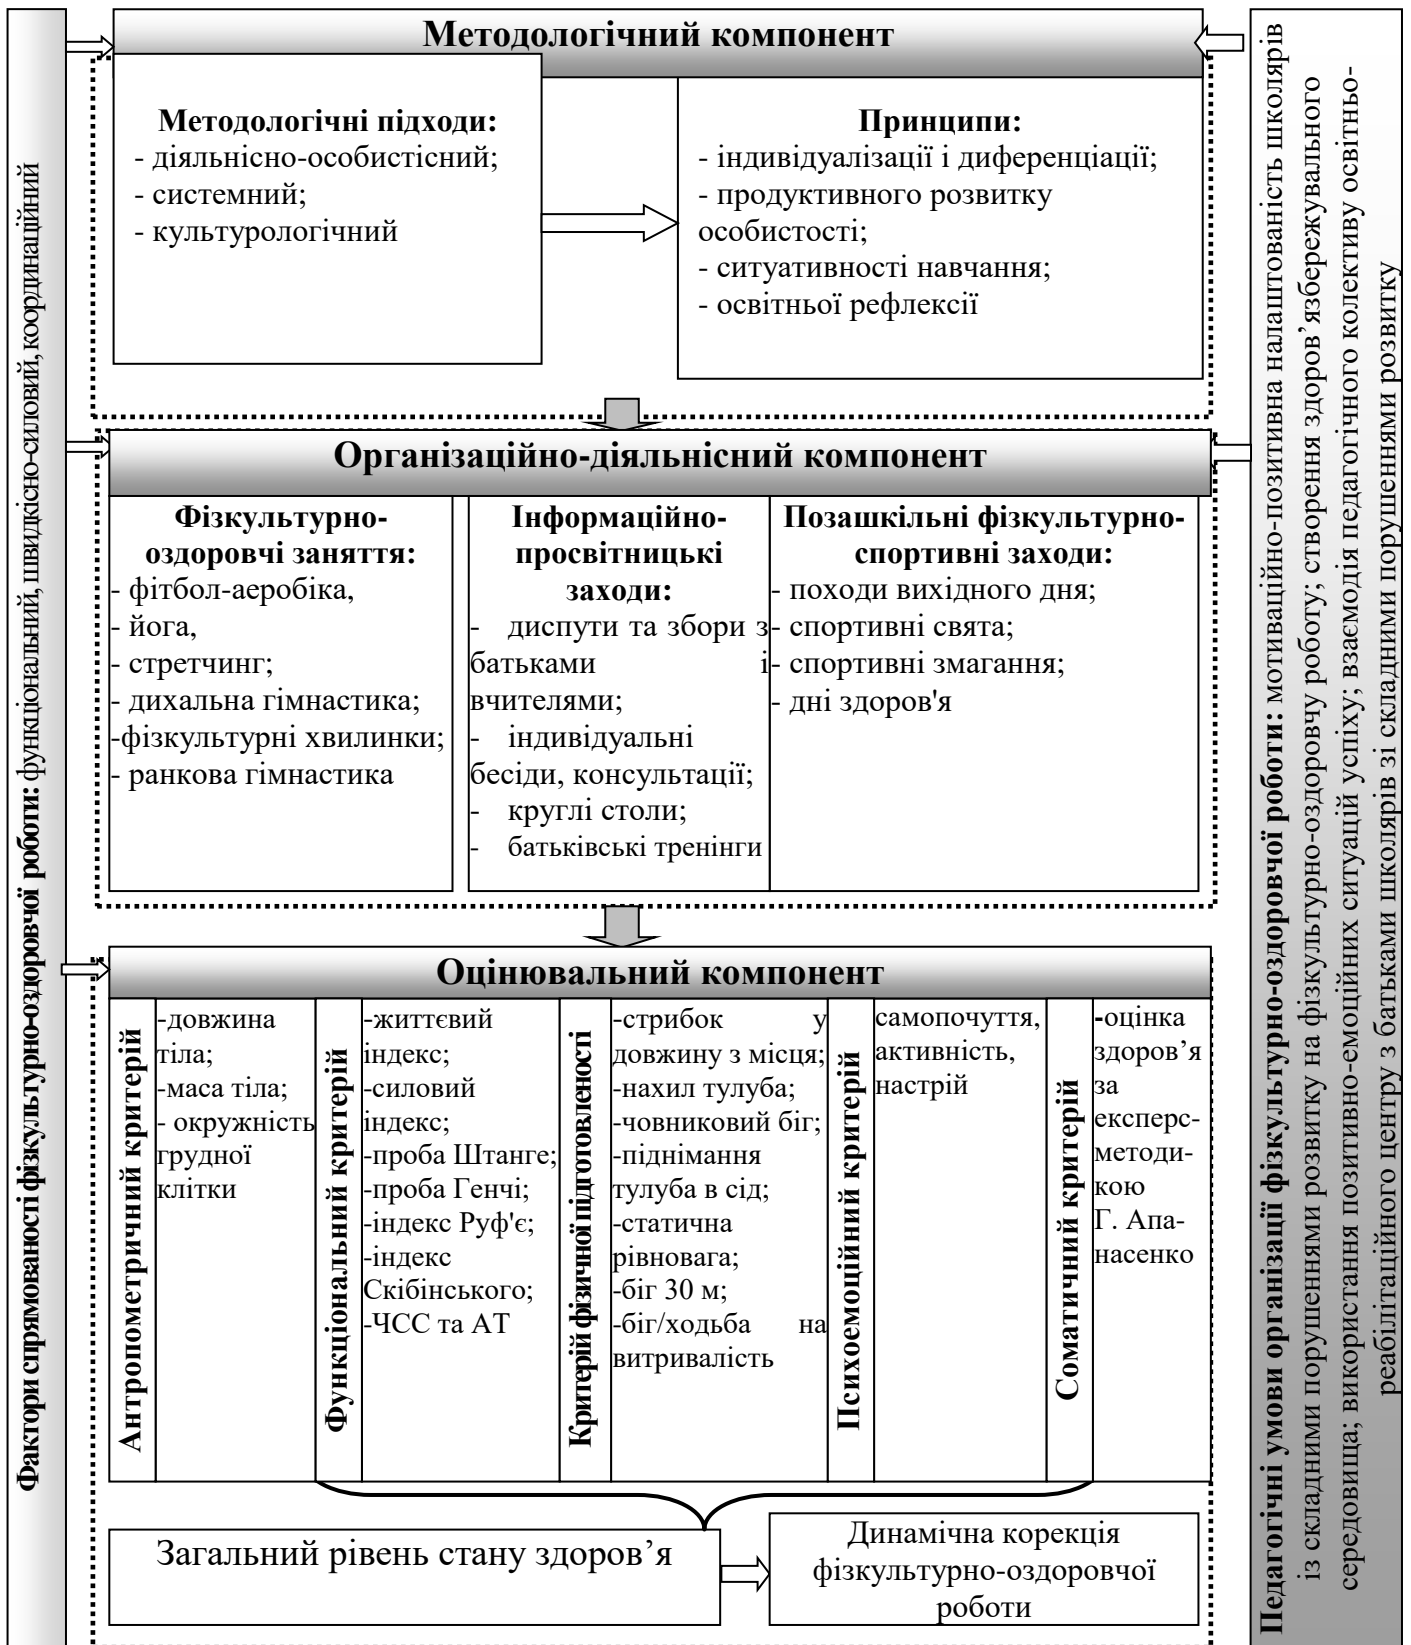 Фактори спрямованості фізкультурно-оздоровчої роботи: функціональний, швидкісно-силовий, координаційний
Методологічний компонент
Методологічні підходи:
- діяльнісно-особистісний;
- системний;
- культурологічний
Принципи:
- індивідуалізації і диференціації;
- продуктивного розвитку
особистості;
- ситуативності навчання;
- освітньої рефлексії
Організаційно-діяльнісний компонент
Фізкультурно-
оздоровчі заняття:
- фітбол-аеробіка,
- йога,
- стретчинг;
- дихальна гімнастика;
-фізкультурні хвилинки;
- ранкова гімнастика
Інформаційно-
просвітницькі
заходи:
- диспути та збори з
батьками і
вчителями;
- індивідуальні
бесіди, консультації;
- круглі столи;
- батьківські тренінги
Позашкільні фізкультурно-
спортивні заходи:
- походи вихідного дня;
- спортивні свята;
- спортивні змагання;
- дні здоров'я
Оцінювальний компонент
Антропометричний критерій
-довжина
тіла;
-маса тіла;
- окружність
грудної
клітки
Функціональний критерій
-життєвий
індекс;
-силовий
індекс;
-проба Штанге;
-проба Генчі;
-індекс Руф'є;
-індекс
Скібінського;
-ЧСС та АТ
Критерій фізичної підготовленості
-стрибок у
довжину з місця;
-нахил тулуба;
-човниковий біг;
-піднімання
тулуба в сід;
-статична
рівновага;
-біг 30 м;
-біг/ходьба на
витривалість
Психоемоційний критерій
самопочуття,
активність,
настрій
Соматичний критерій
-оцінка
здоров’я
за
експерс-
методи-
кою
Г. Апа-
насенко
Загальний рівень стану здоров’я
Динамічна корекція
фізкультурно-оздоровчої
роботи
Педагогічні умови організації фізкультурно-оздоровчої роботи: мотиваційно-позитивна налаштованість школярів
із складними порушеннями розвитку на фізкультурно-оздоровчу роботу; створення здоров’язбережувального
середовища; використання позитивно-емоційних ситуацій успіху; взаємодія педагогічного колективу освітньо-
реабілітаційного центру з батьками школярів зі складними порушеннями розвитку